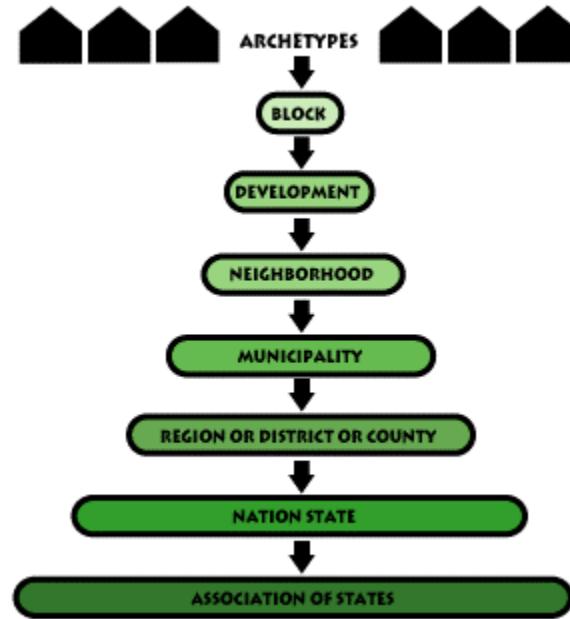 ARCHETYPES
BLOCK
DEVELOPMENT
NEIGHBORHOOD
MUNICIPALITY
REGION OR DISTRICT OR COUNTY
NATION STATE
ASSOCIATION OF STATES